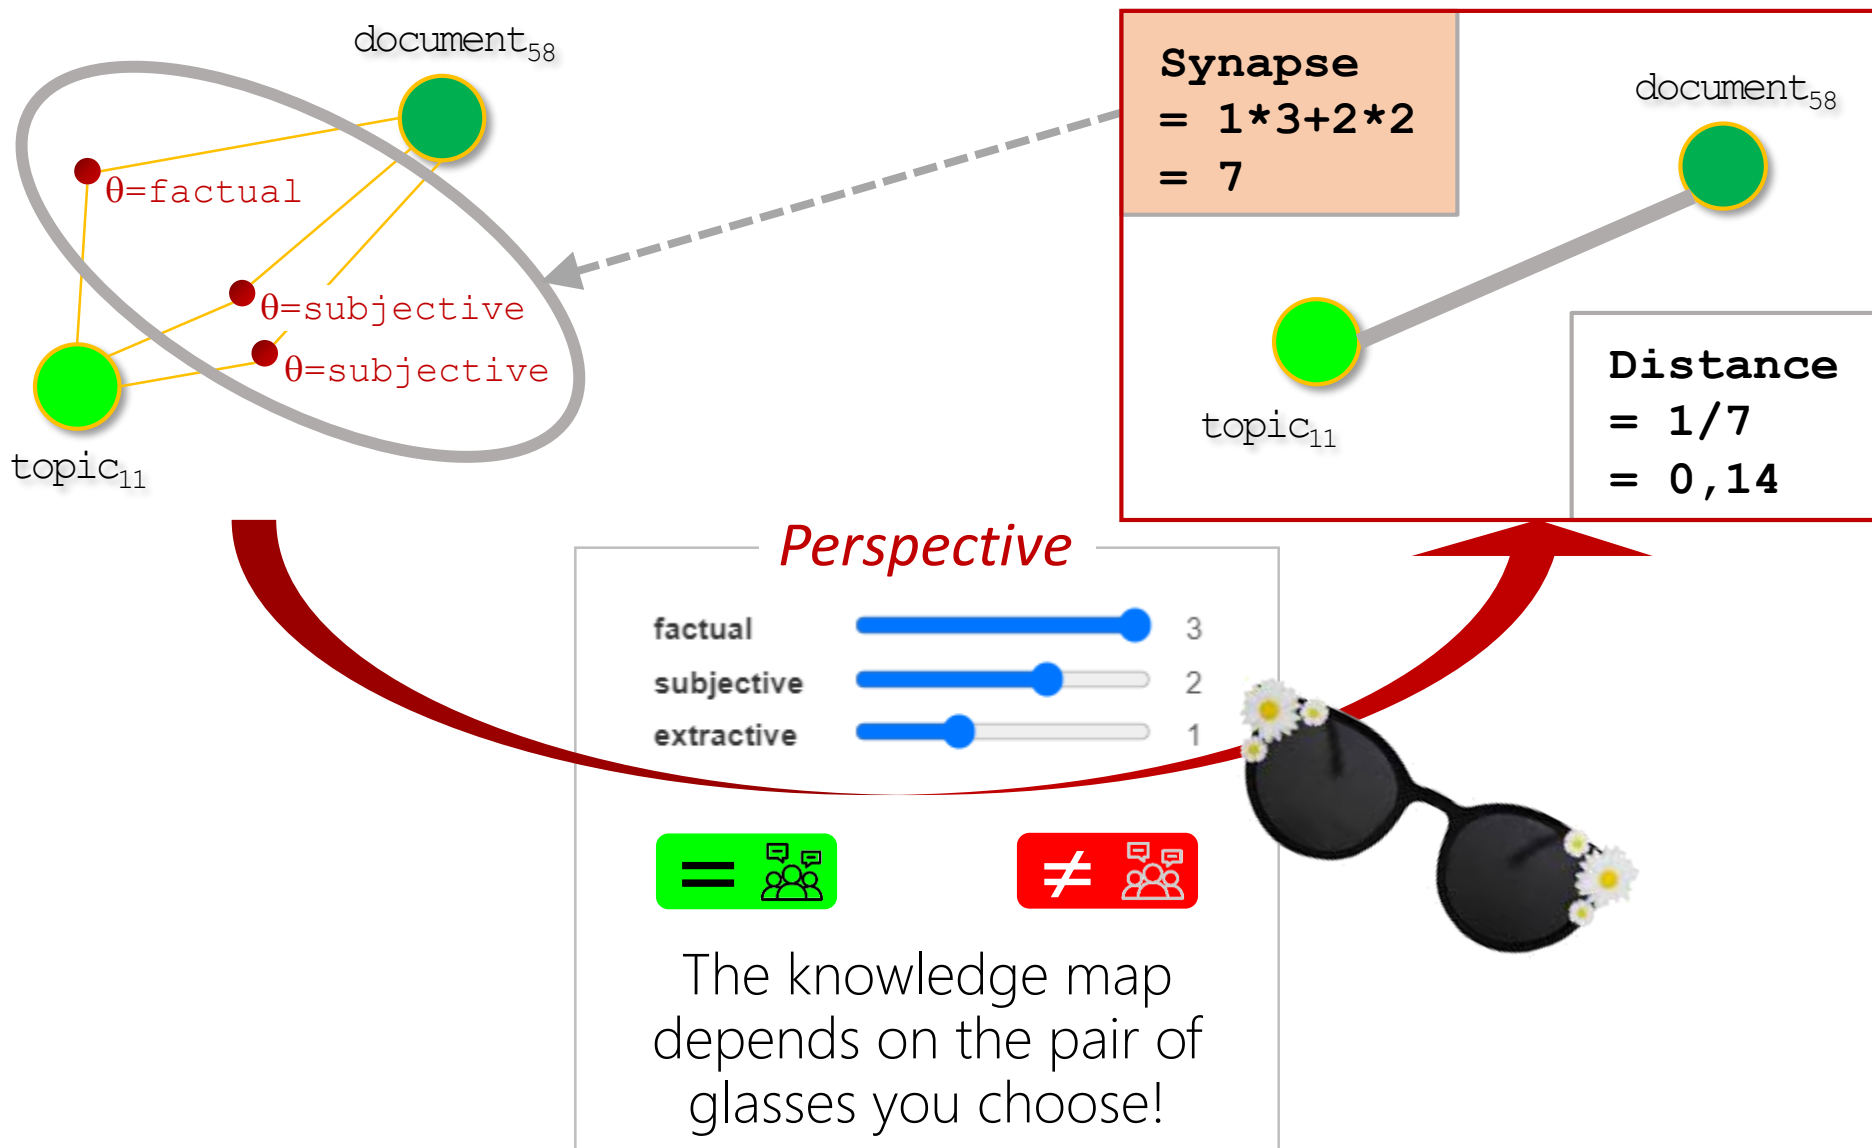 document₅₈
θ=factual
θ=subjective
θ=subjective
topic₁₁
Synapse
= 1*3+2*2
= 7
document₅₈
topic₁₁
Distance
= 1/7
= 0,14
Perspective
factual 3
subjective 2
extractive 1
=
≠
The knowledge map
depends on the pair of
glasses you choose!